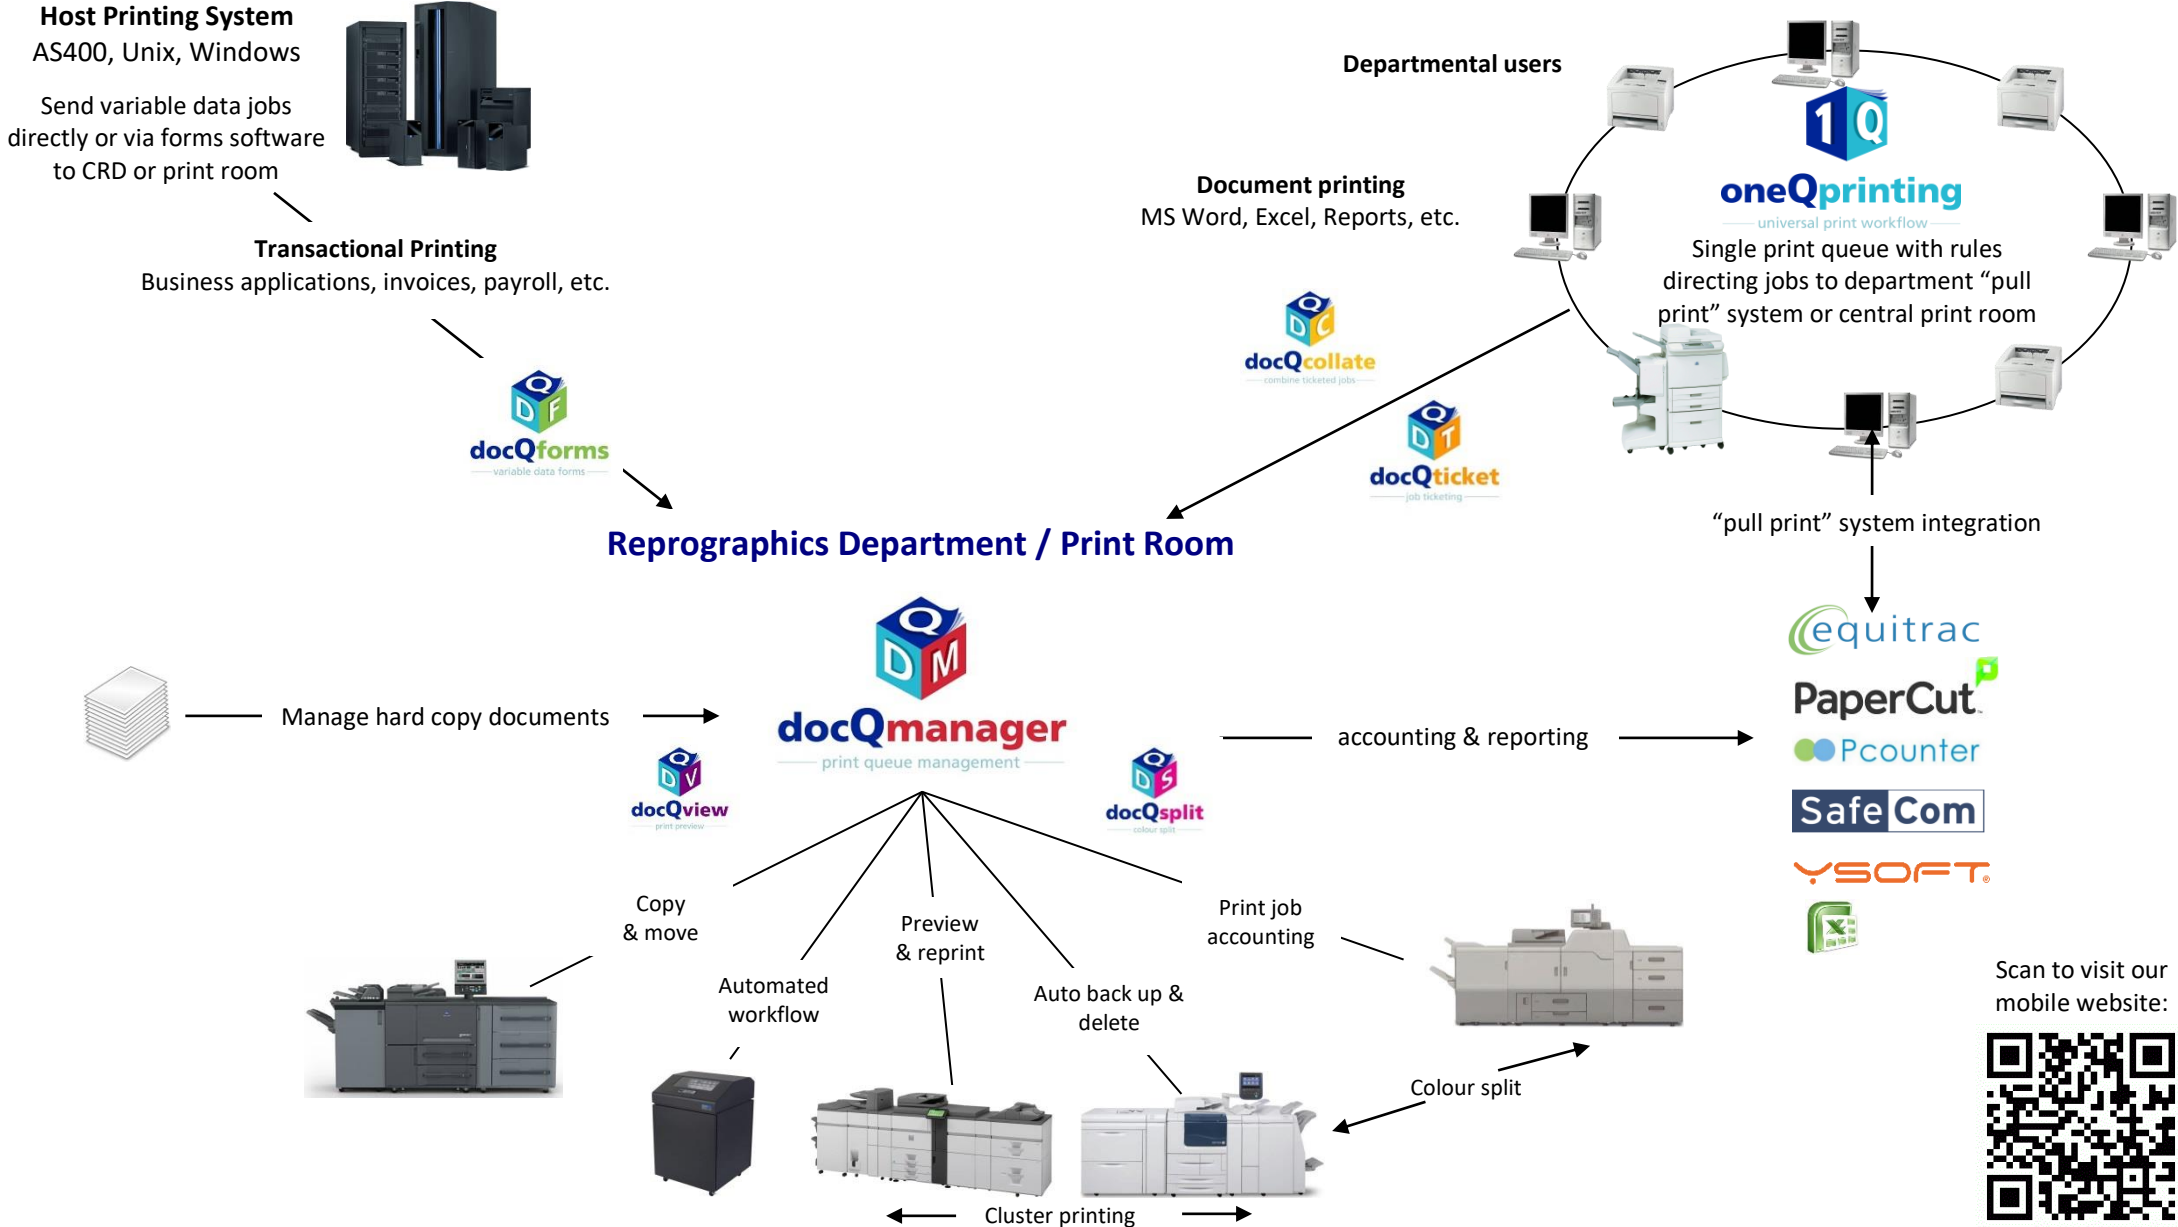 Host Printing System
AS400, Unix, Windows
Send variable data jobs
directly or via forms software
to CRD or print room
Transactional Printing
Business applications, invoices, payroll, etc.
Q
D F
docQforms
variable data forms
Departmental users
Document printing
MS Word, Excel, Reports, etc.
1 Q
oneQprinting
universal print workflow
Single print queue with rules
directing jobs to department “pull
print” system or central print room
Q
D C
docQcollate
combine ticketed jobs
Q
D T
docQticket
job ticketing
“pull print” system integration
Reprographics Department / Print Room
Q
D M
docQmanager
print queue management
Manage hard copy documents
Q
D V
docQview
print preview
Q
D S
docQsplit
colour split
accounting & reporting
equitrac
PaperCut
Pcounter
SafeCom
YSOFT®
X
Copy
& move
Automated
workflow
Preview
& reprint
Auto back up &
delete
Print job
accounting
Colour split
Cluster printing
Scan to visit our
mobile website: